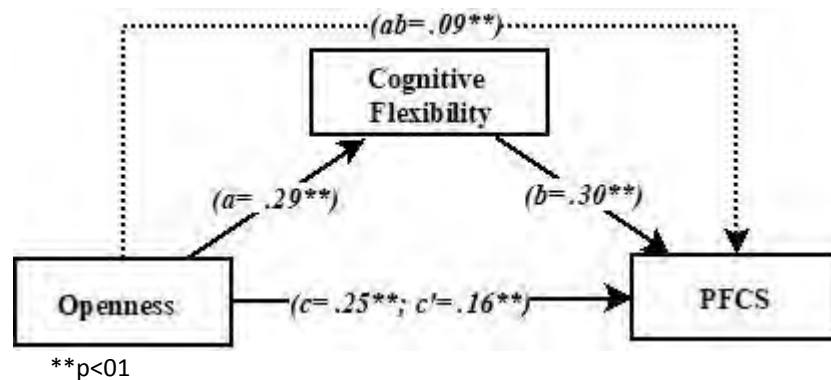 (ab= .09**)
Cognitive
Flexibility
(a= .29**)
(b=.30**)
Openness
(c= .25**; c'= .16**)
PFCS
**p<01